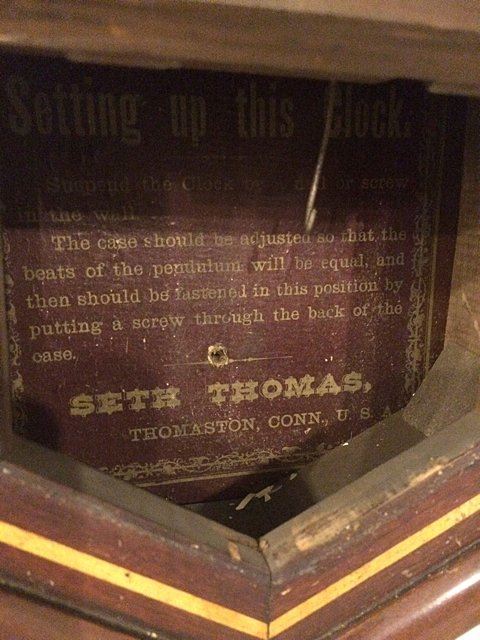 Setting up this Clock.
Suspend the Clock or screw
in the wall.
The case should be adjusted so that the
beats of the pendulum will be equal, and
then should be fastened in this position by
putting a screw through the back of the
case.
SETH THOMAS,
THOMASTON, CONN., U. S. A